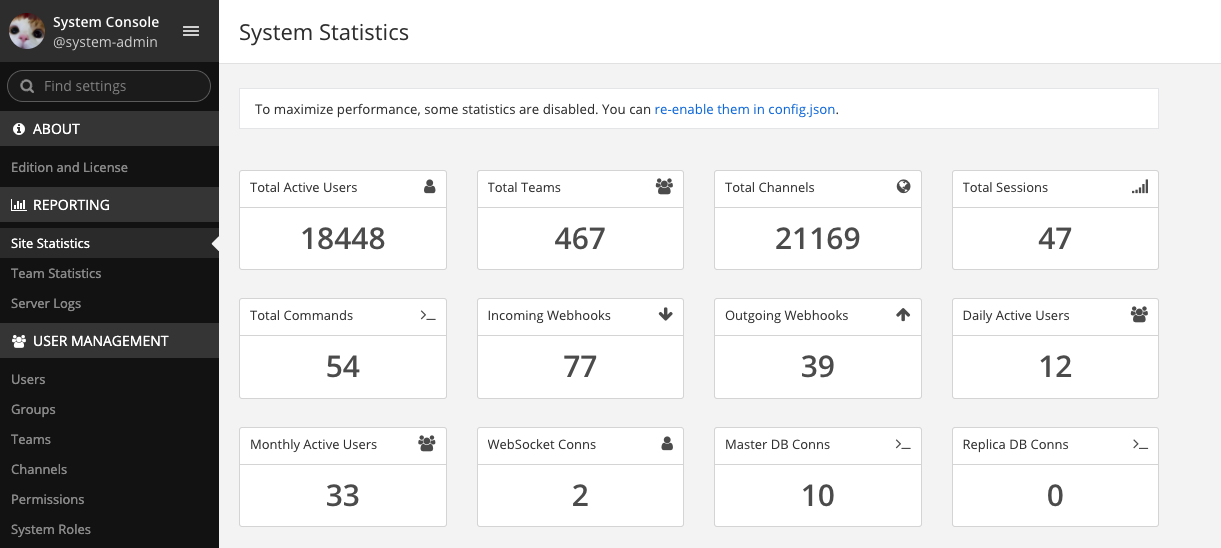 System Console
@system-admin
Find settings
ABOUT
Edition and License
REPORTING
Site Statistics
Team Statistics
Server Logs
USER MANAGEMENT
Users
Groups
Teams
Channels
Permissions
System Roles
System Statistics
To maximize performance, some statistics are disabled. You can re-enable them in config.json.
Total Active Users
18448
Total Teams
467
Total Channels
21169
Total Sessions
47
Total Commands
54
Incoming Webhooks
77
Outgoing Webhooks
39
Daily Active Users
12
Monthly Active Users
33
WebSocket Conns
2
Master DB Conns
10
Replica DB Conns
0